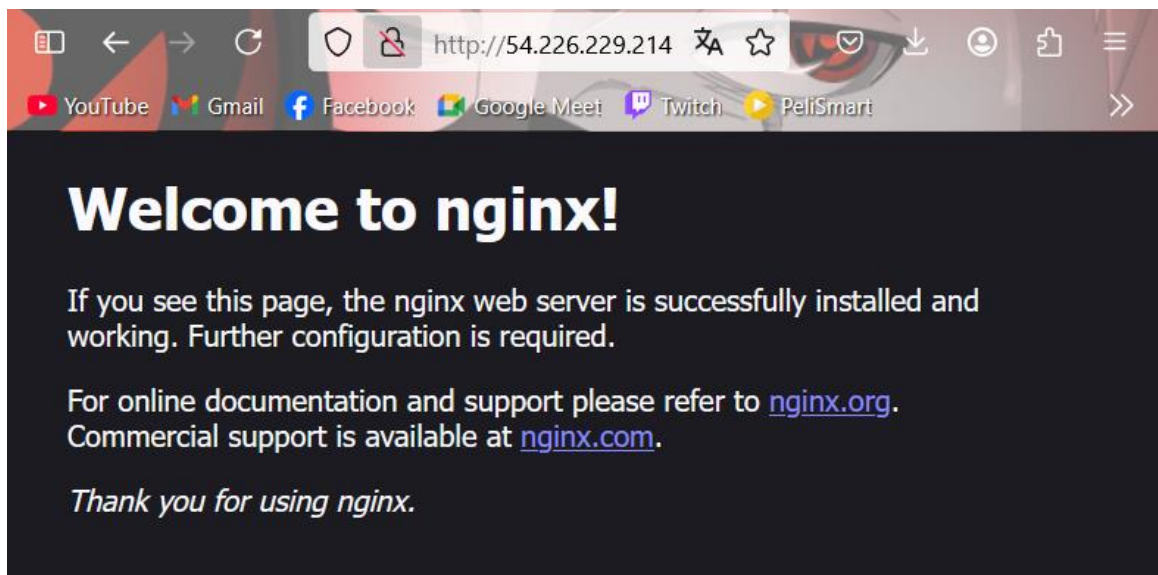 http://54.226.229.214
YouTube Gmail Facebook Google Meet Twitch PeliSmart
Welcome to nginx!
If you see this page, the nginx web server is successfully installed and
working. Further configuration is required.
For online documentation and support please refer to nginx.org.
Commercial support is available at nginx.com.
Thank you for using nginx.